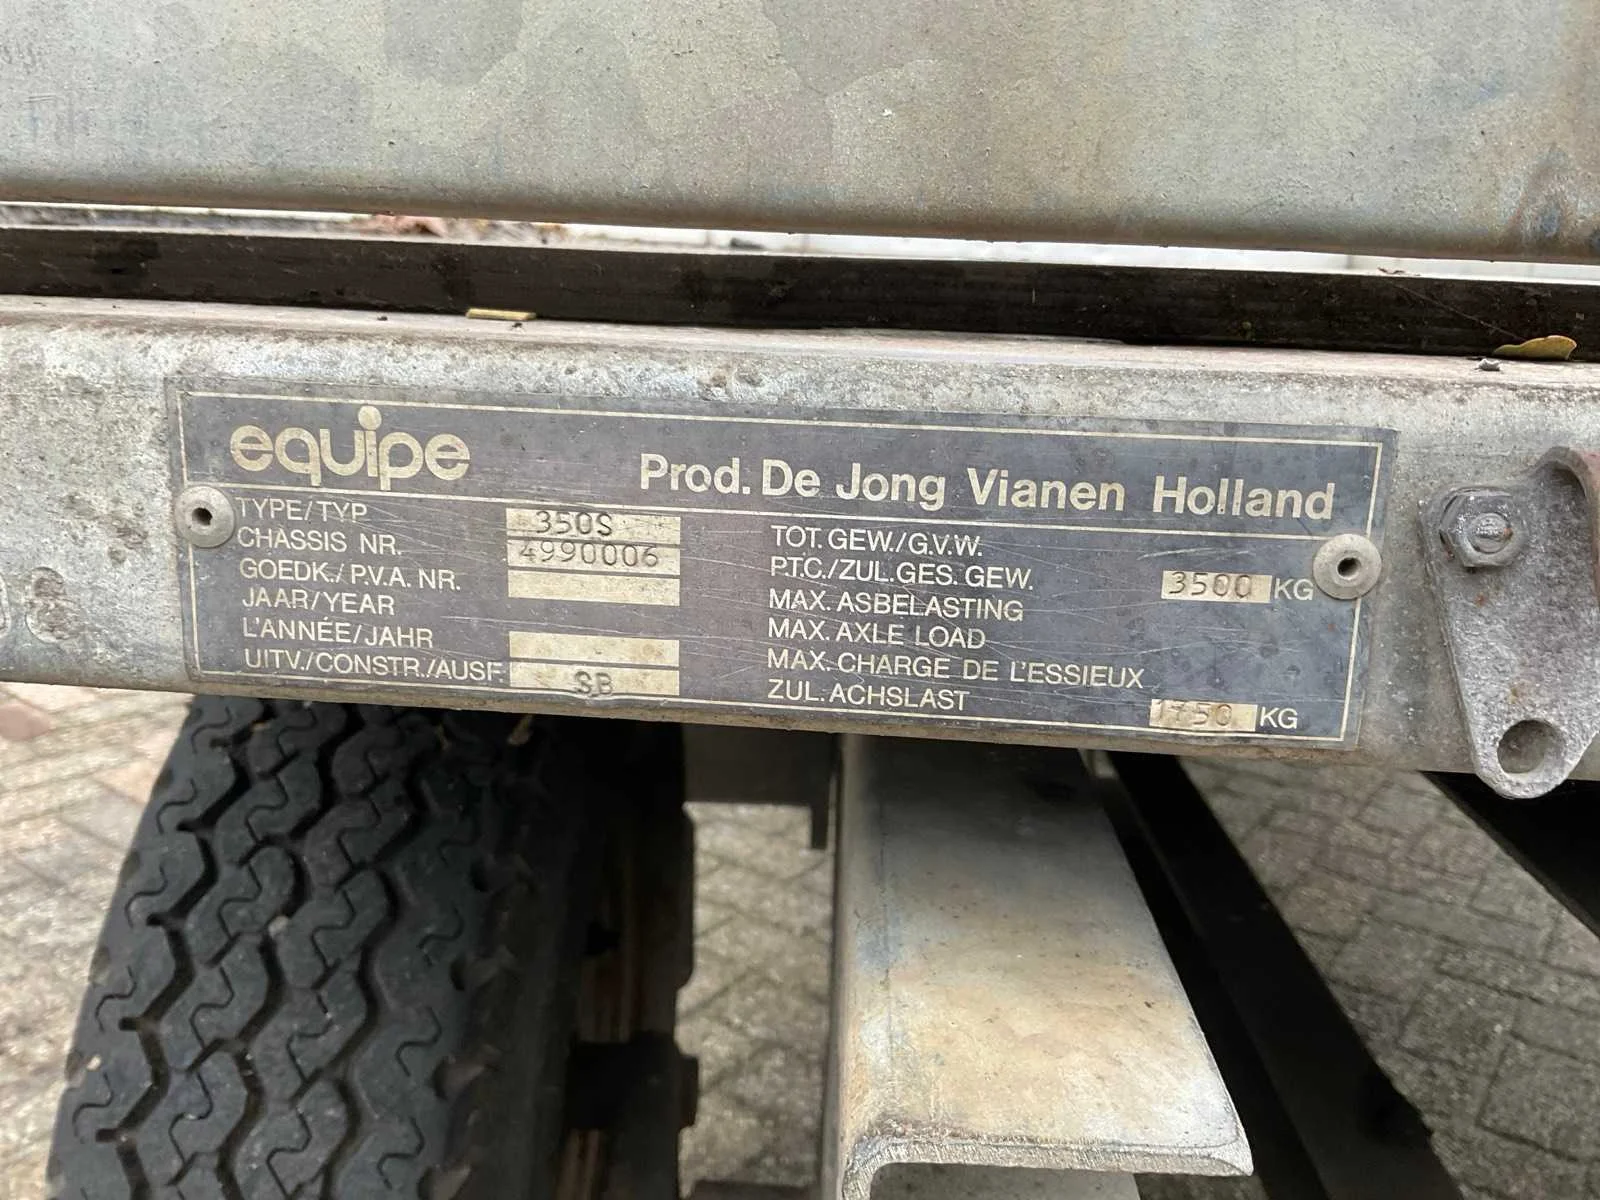 equipe Prod. De Jong Vianen Holland
TYPE/TYP 350S
CHASSIS NR. 4990006
GOEDK./P.V.A. NR.
JAAR/YEAR
L'ANNÉE/JAHR
UITV./CONSTR./AUSF. SB
TOT. GEW./G.V.W.
P.T.C./ZUL. GES. GEW. 3500 KG
MAX. ASBELASTING
MAX. AXLE LOAD
MAX. CHARGE DE L'ESSIEUX
ZUL. ACHSLAST 1750 KG